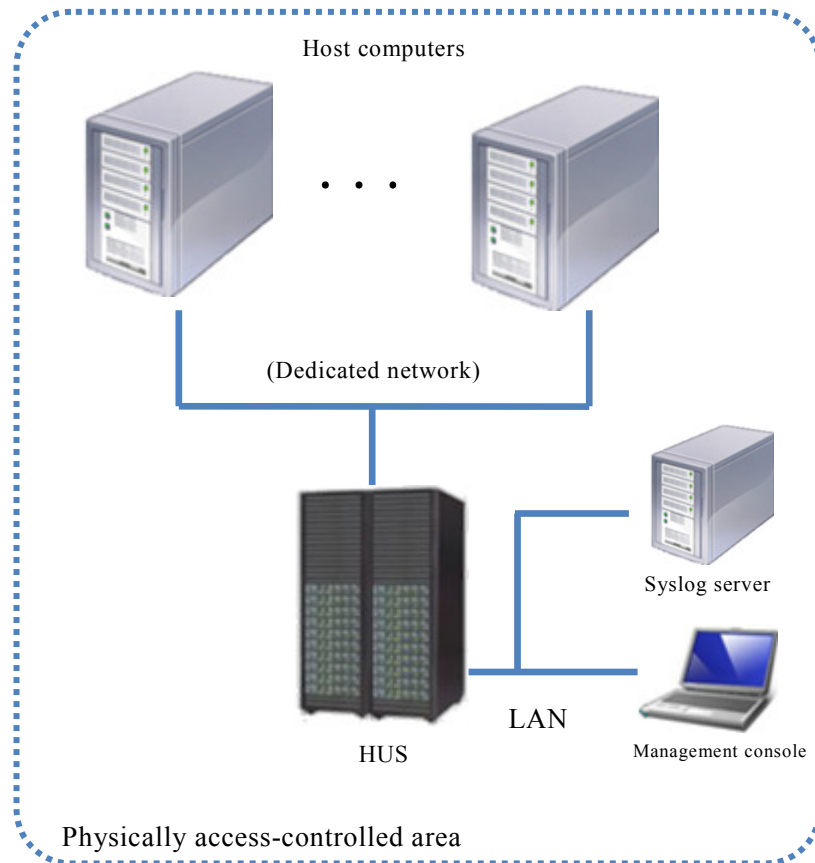 Host computers
. . .
(Dedicated network)
Syslog server
LAN
Management console
HUS
Physically access-controlled area